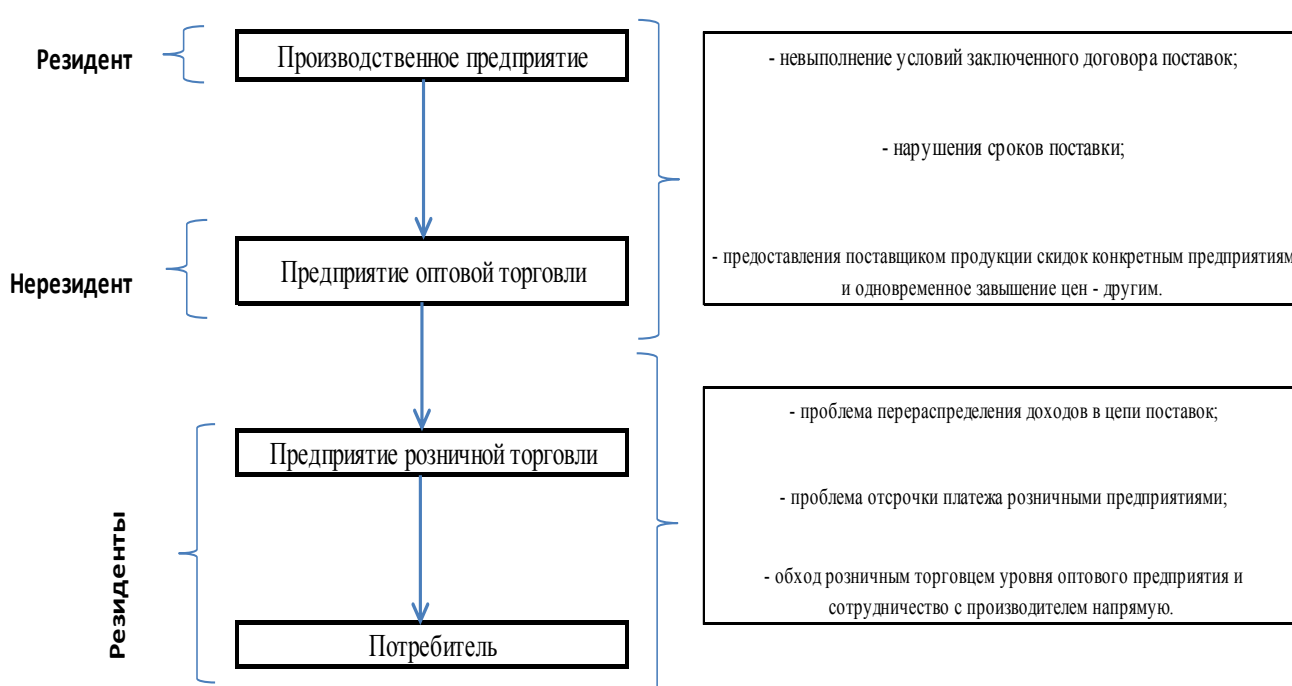 Резидент
Производственное предприятие
- невыполнение условий заключенного договора поставок;
- нарушения сроков поставки;
Нерезидент
Предприятие оптовой торговли
- предоставления поставщиком продукции скидок конкретным предприятиям
и одновременное завышение цен - другим.
Резиденты
Предприятие розничной торговли
- проблема перераспределения доходов в цепи поставок;
- проблема отсрочки платежа розничными предприятиями;
- обход розничным торговцем уровня оптового предприятия и
сотрудничество с производителем напрямую.
Потребитель